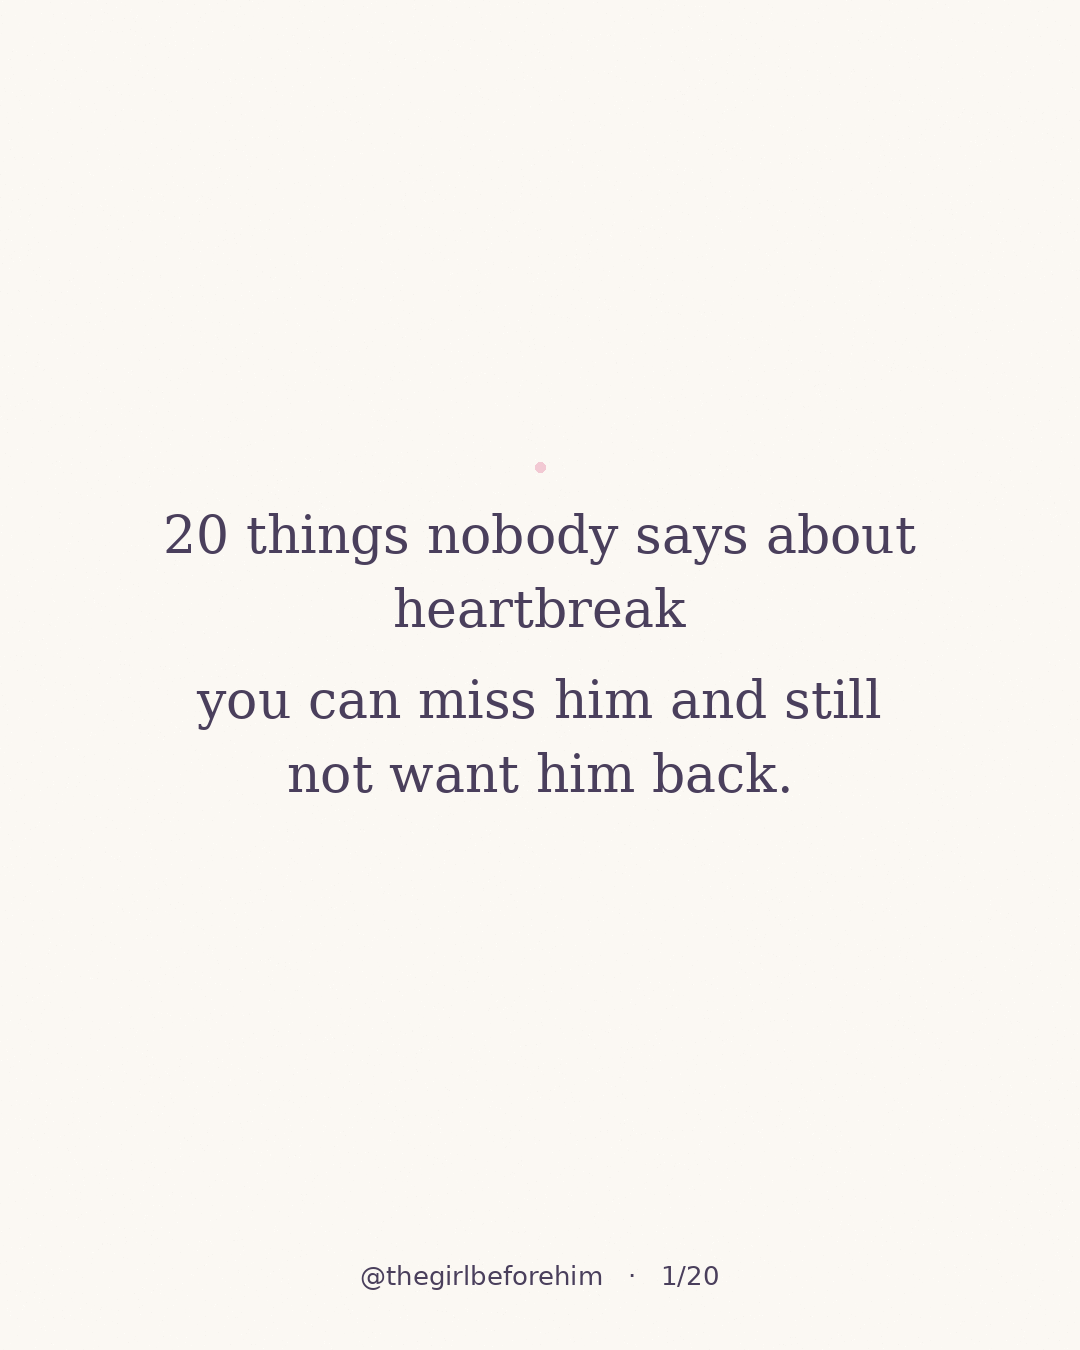 20 things nobody says about
heartbreak
you can miss him and still
not want him back.
@thegirlbeforehim · 1/20